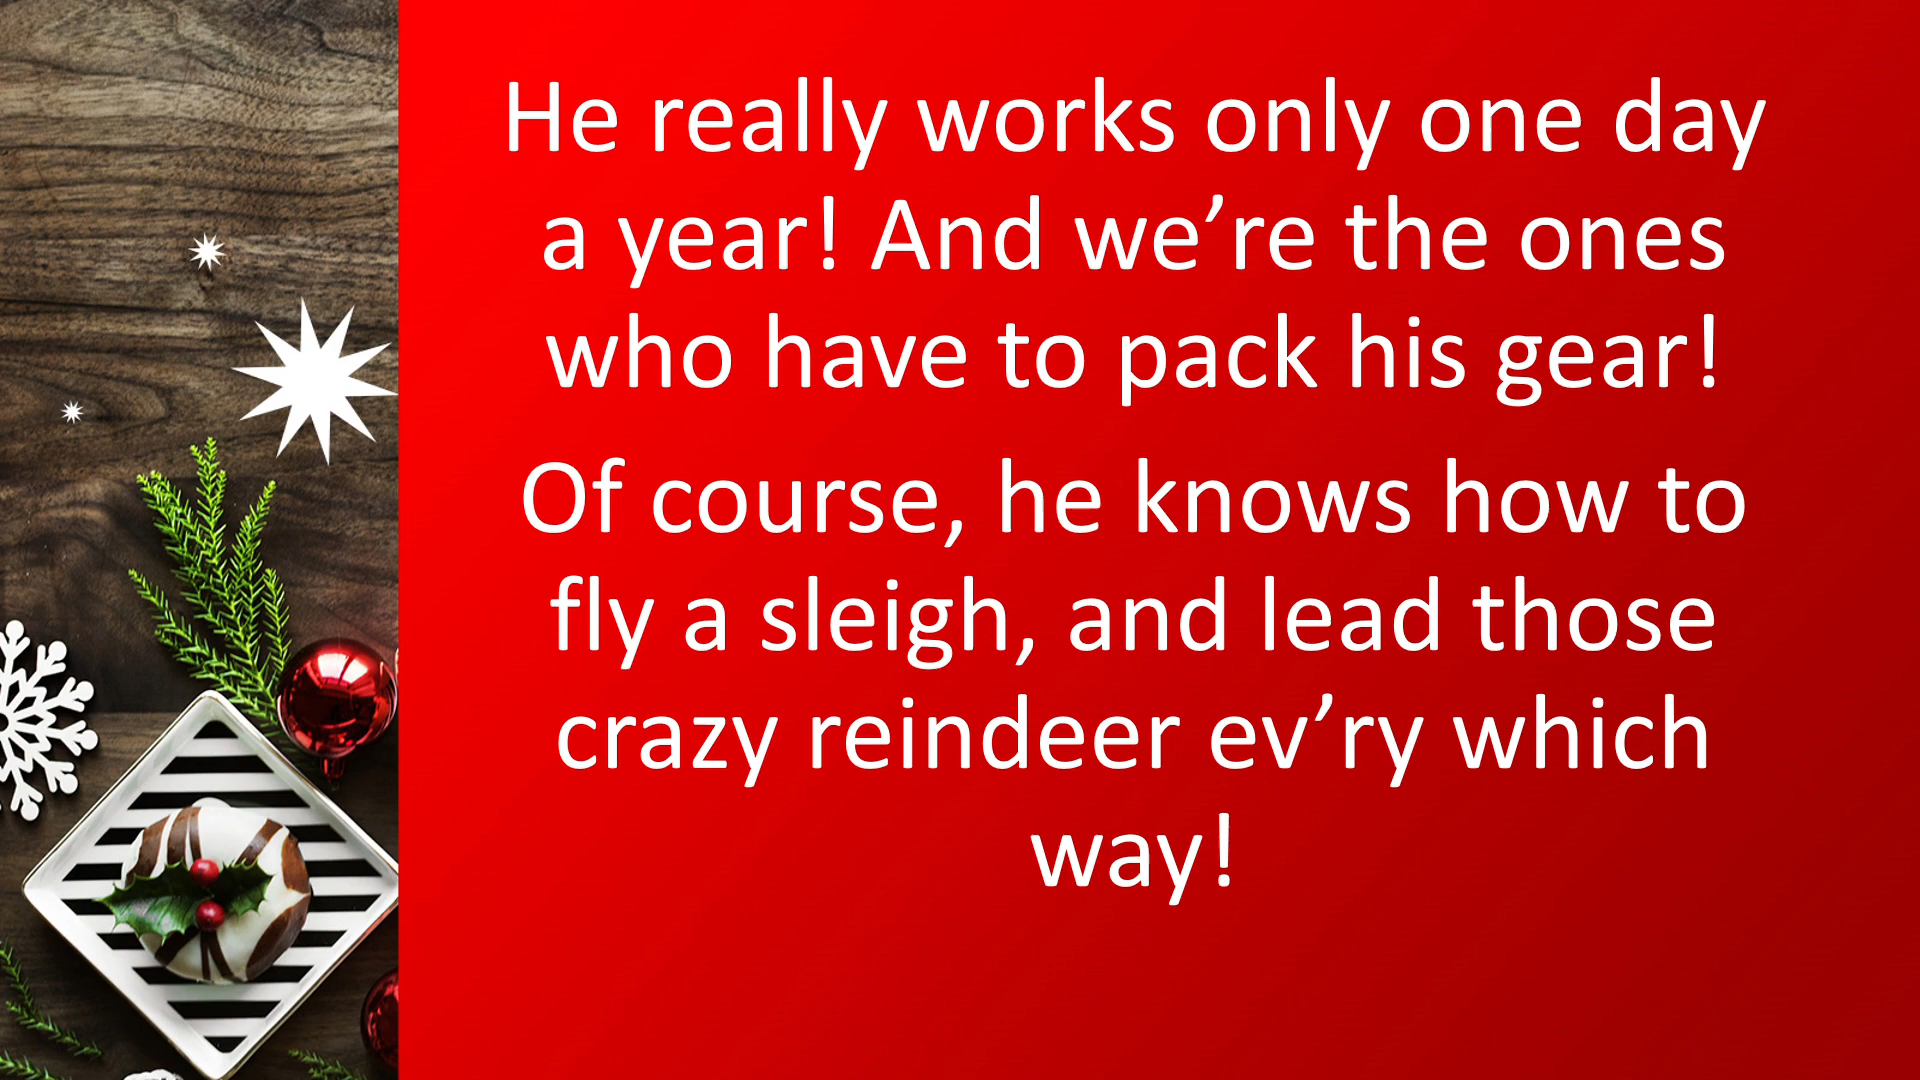 He really works only one day
a year! And we’re the ones
who have to pack his gear!
Of course, he knows how to
fly a sleigh, and lead those
crazy reindeer ev’ry which
way!